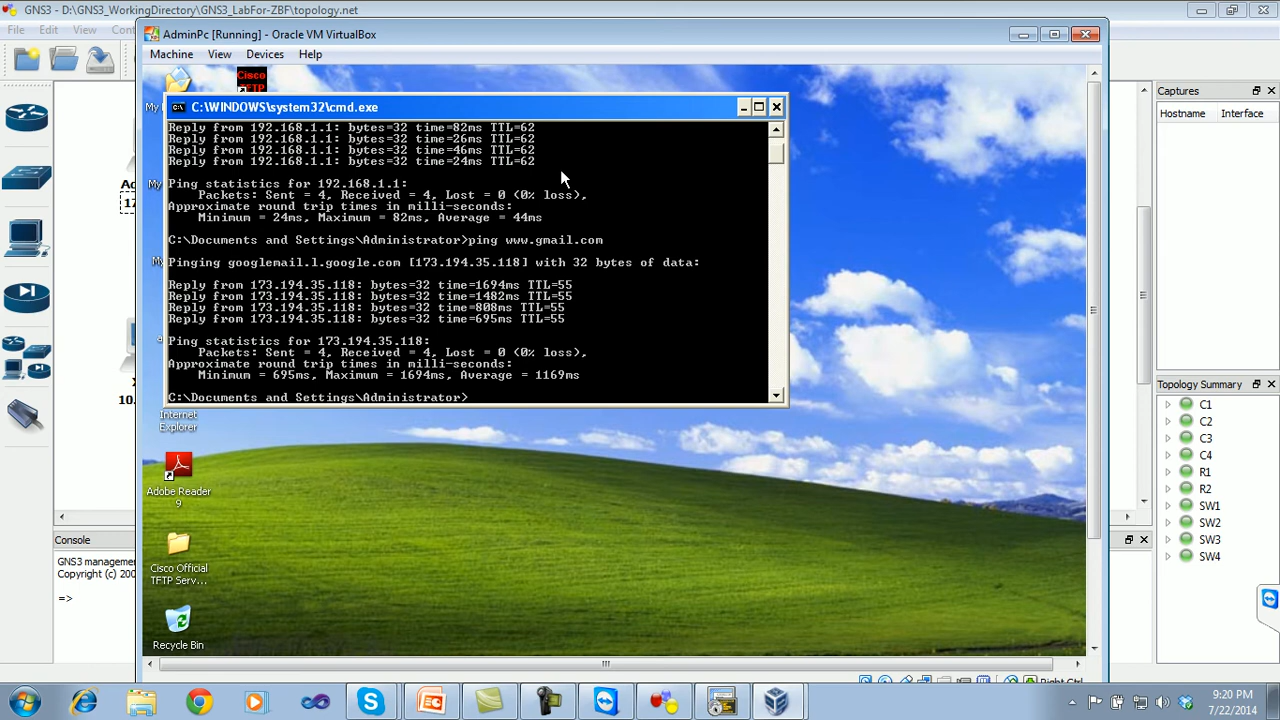 GNS3 - D:\GNS3_WorkingDirectory\GNS3_LabFor-ZBF\topology.net
File Edit View Cont
AdminPc [Running] - Oracle VM VirtualBox
Machine View Devices Help
Cisco
TFTP
My
C:\WINDOWS\system32\cmd.exe
Reply from 192.168.1.1: bytes=32 time=82ms TTL=62
Reply from 192.168.1.1: bytes=32 time=26ms TTL=62
Reply from 192.168.1.1: bytes=32 time=46ms TTL=62
Reply from 192.168.1.1: bytes=32 time=24ms TTL=62
Ping statistics for 192.168.1.1:
Packets: Sent = 4, Received = 4, Lost = 0 (0% loss),
Approximate round trip times in milli-seconds:
Minimum = 24ms, Maximum = 82ms, Average = 44ms
C:\Documents and Settings\Administrator>ping www.gmail.com
Pinging googlemail.l.google.com [173.194.35.118] with 32 bytes of data:
Reply from 173.194.35.118: bytes=32 time=1694ms TTL=55
Reply from 173.194.35.118: bytes=32 time=1482ms TTL=55
Reply from 173.194.35.118: bytes=32 time=808ms TTL=55
Reply from 173.194.35.118: bytes=32 time=695ms TTL=55
Ping statistics for 173.194.35.118:
Packets: Sent = 4, Received = 4, Lost = 0 (0% loss),
Approximate round trip times in milli-seconds:
Minimum = 695ms, Maximum = 1694ms, Average = 1169ms
C:\Documents and Settings\Administrator>
Ad
17
My
My
10.
Internet
Explorer
Adobe Reader
9
Cisco Official
TFTP Serv...
Recycle Bin
Console
GNS3 manageme
Copyright (c) 200
=>
Captures
Hostname Interface
Topology Summary
C1
C2
C3
C4
R1
R2
SW1
SW2
SW3
SW4
Right Ctrl
9:20 PM
7/22/2014